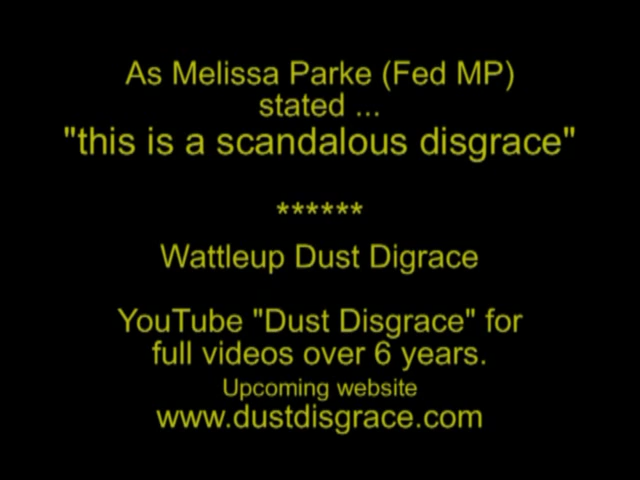 As Melissa Parke (Fed MP)
stated ...
"this is a scandalous disgrace"
******
Wattleup Dust Digrace
YouTube "Dust Disgrace" for
full videos over 6 years.
Upcoming website
www.dustdisgrace.com